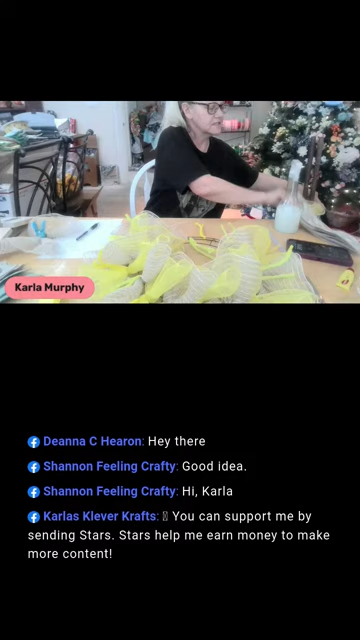 Karla Murphy
Deanna C Hearon: Hey there
Shannon Feeling Crafty: Good idea.
Shannon Feeling Crafty: Hi, Karla
Karlas Klever Krafts: You can support me by
sending Stars. Stars help me earn money to make
more content!